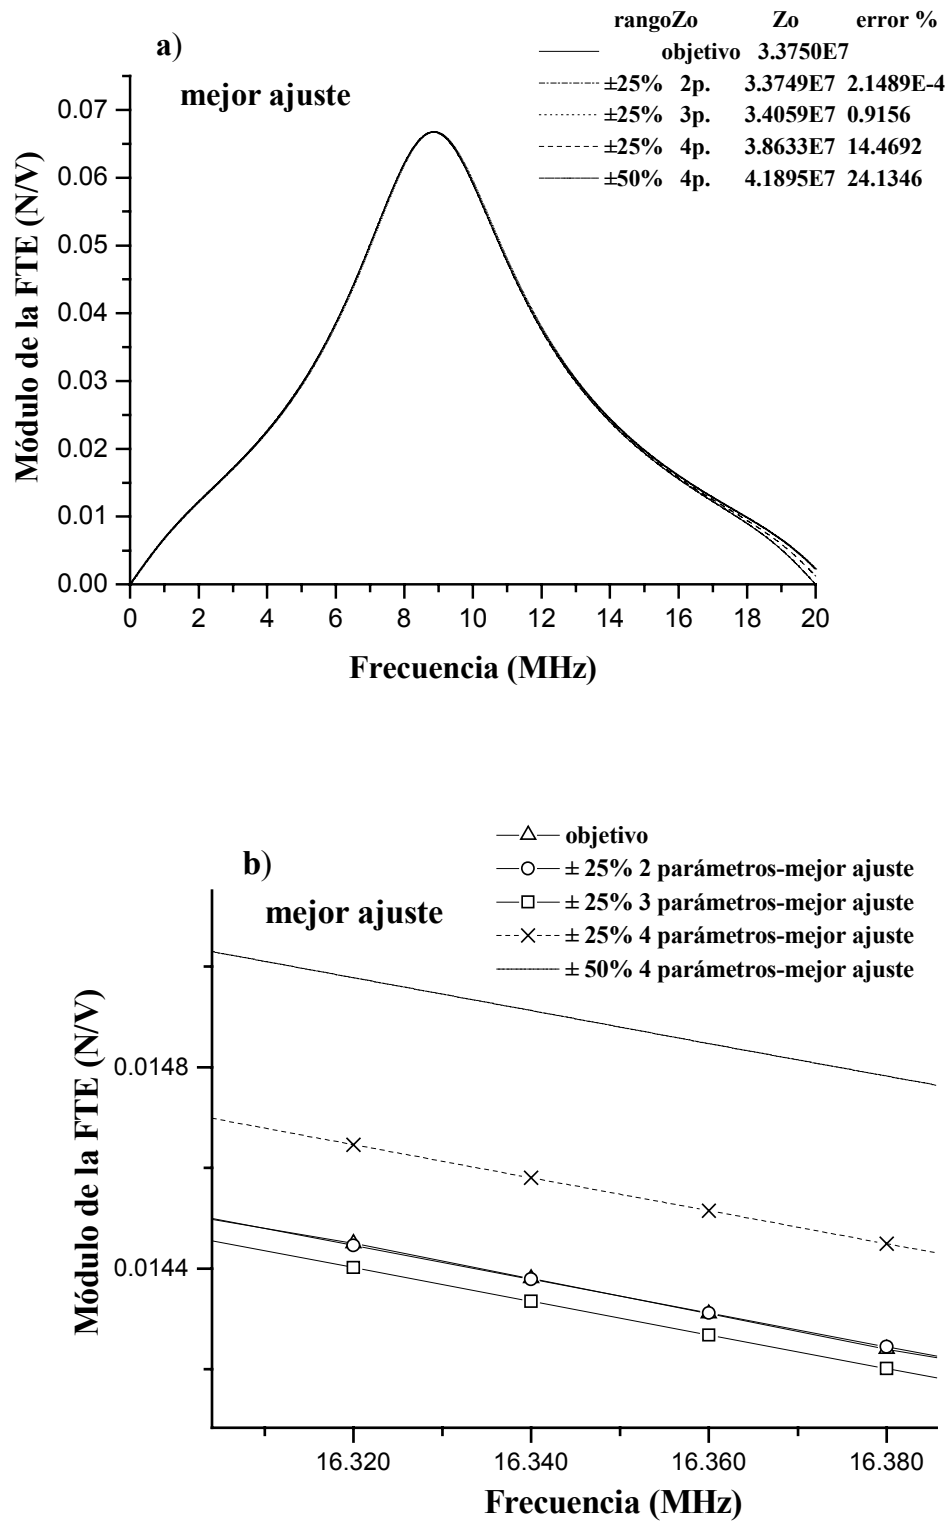 rangoZo Zo error %
objetivo 3.3750E7
±25% 2p. 3.3749E7 2.1489E-4
±25% 3p. 3.4059E7 0.9156
±25% 4p. 3.8633E7 14.4692
±50% 4p. 4.1895E7 24.1346
a)
mejor ajuste
Módulo de la FTE (N/V)
0.07
0.06
0.05
0.04
0.03
0.02
0.01
0.00
0 2 4 6 8 10 12 14 16 18 20
Frecuencia (MHz)
objetivo
± 25% 2 parámetros-mejor ajuste
± 25% 3 parámetros-mejor ajuste
± 25% 4 parámetros-mejor ajuste
± 50% 4 parámetros-mejor ajuste
b)
mejor ajuste
Módulo de la FTE (N/V)
0.0148
0.0144
16.320 16.340 16.360 16.380
Frecuencia (MHz)